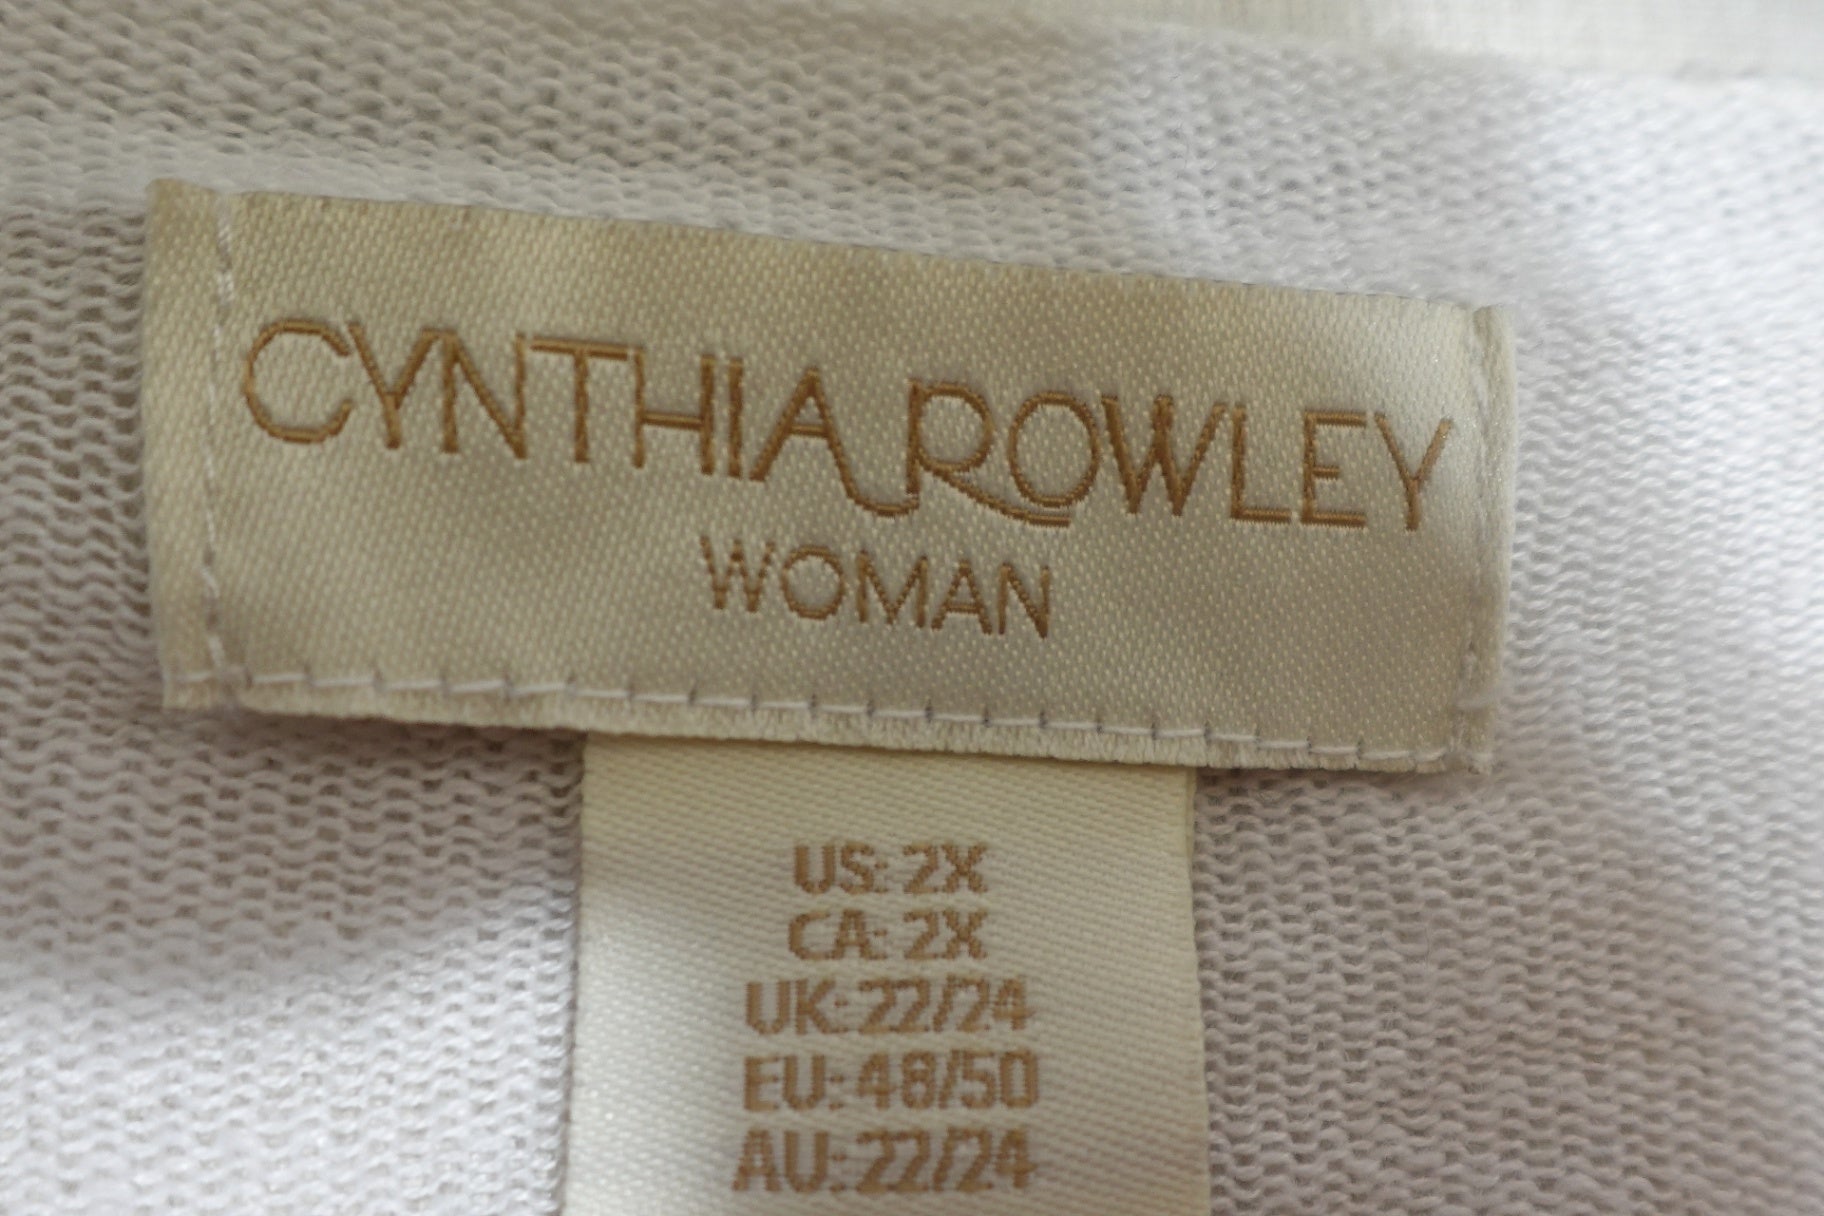 CYNTHIA ROWLEY
WOMAN
US: 2X
CA: 2X
UK: 22/24
EU: 48/50
AU: 22/24